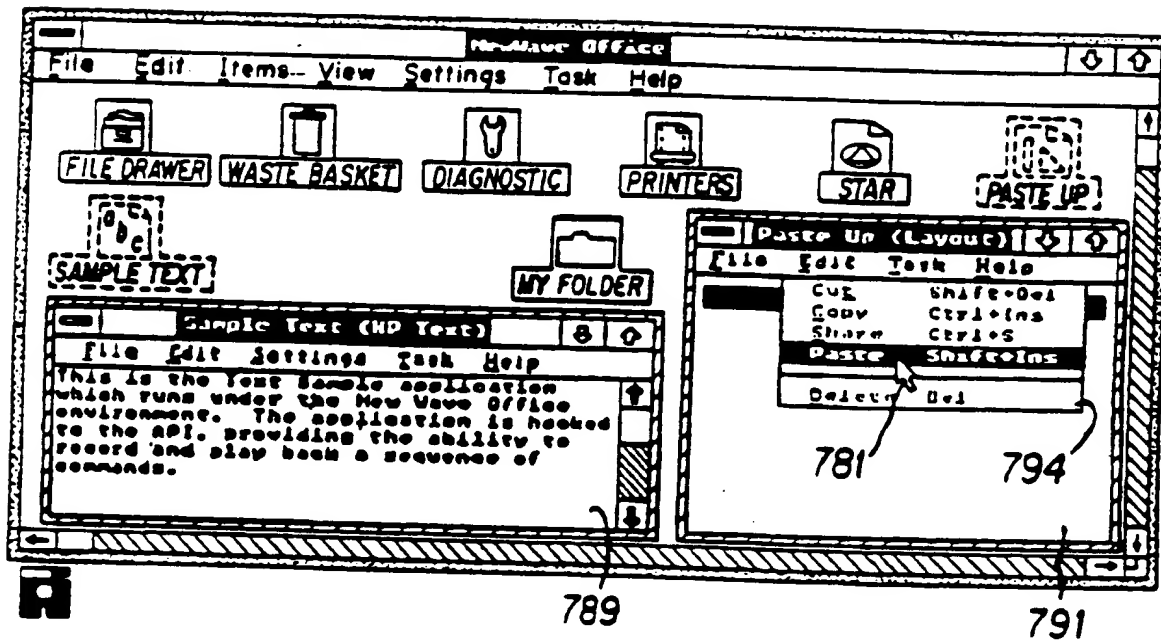 NewWave Office
File Edit Items View Settings Task Help
FILE DRAWER WASTE BASKET DIAGNOSTIC PRINTERS STAR PASTE UP
SAMPLE TEXT MY FOLDER
Paste Up (Layout)
File Edit Task Help
Cut Shift+Del
Copy Ctrl+Ins
Share Ctrl+S
Paste Shift+Ins
Delete Del
Sample Text (HP Text)
File Edit Settings Task Help
This is the Text Sample application
which runs under the New Wave Office
environment. The application is hooked
to the API, providing the ability to
record and play back a sequence of
commands.
781 794
789 791